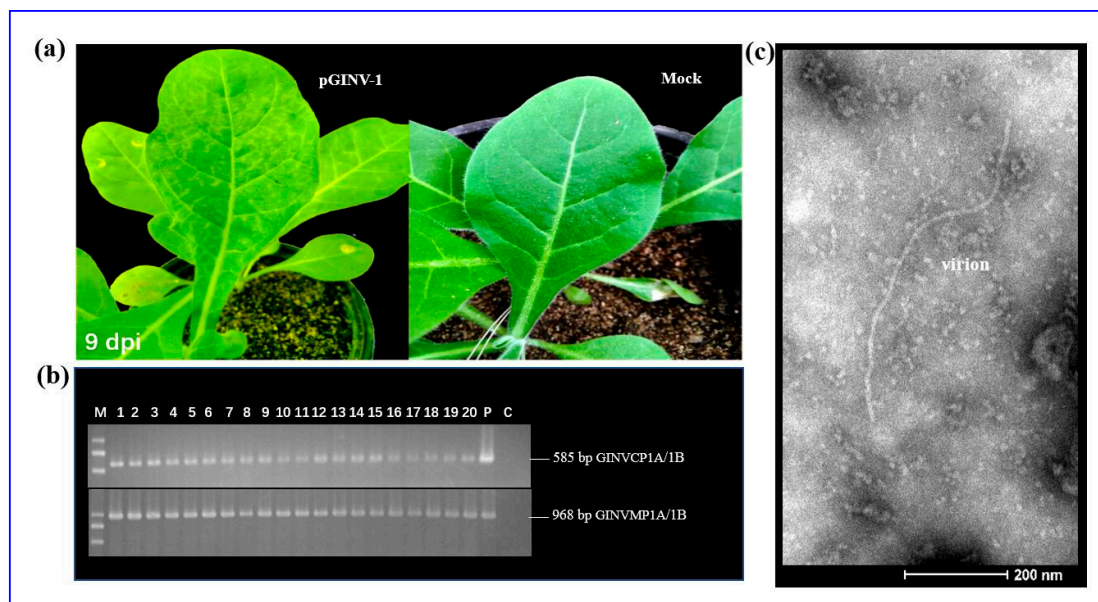 (a)
pGINV-1
Mock
9 dpi
(b)
M 1 2 3 4 5 6 7 8 9 10 11 12 13 14 15 16 17 18 19 20 P C
585 bp GINVCP1A/1B
968 bp GINVMP1A/1B
(c)
virion
200 nm